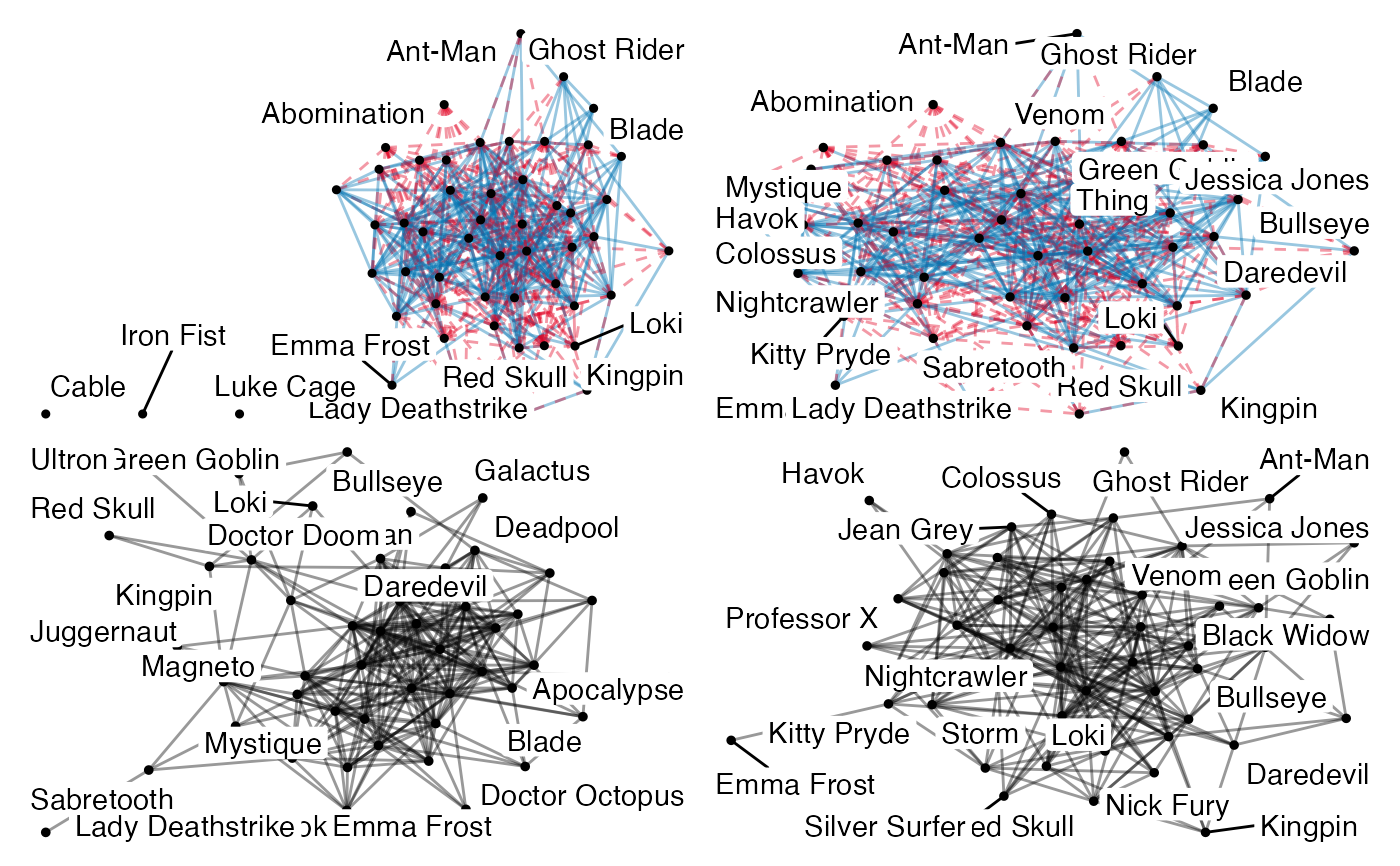 Ant-Man
Ghost Rider
Abomination
Blade
Iron Fist
Loki
Emma Frost
Cable
Luke Cage
Red Skull
Kingpin
Lady Deathstrike
Ant-Man
Ghost Rider
Blade
Abomination
Venom
Green
Jessica Jones
Mystique
Thing
Havok
Bullseye
Colossus
Daredevil
Nightcrawler
Loki
Kitty Pryde
Sabretooth
Red Skull
Lady Deathstrike
Kingpin
Ultron
Green Goblin
Galactus
Bullseye
Loki
Red Skull
Doctor Doom
Deadpool
Daredevil
Kingpin
Juggernaut
Magneto
Apocalypse
Mystique
Blade
Doctor Octopus
Sabretooth
Lady Deathstrike
Emma Frost
Havok
Colossus
Ghost Rider
Ant-Man
Jean Grey
Jessica Jones
Venom
Goblin
Professor X
Black Widow
Nightcrawler
Bullseye
Kitty Pryde
Storm
Loki
Emma Frost
Daredevil
Nick Fury
Silver Surfer
Skull
Kingpin